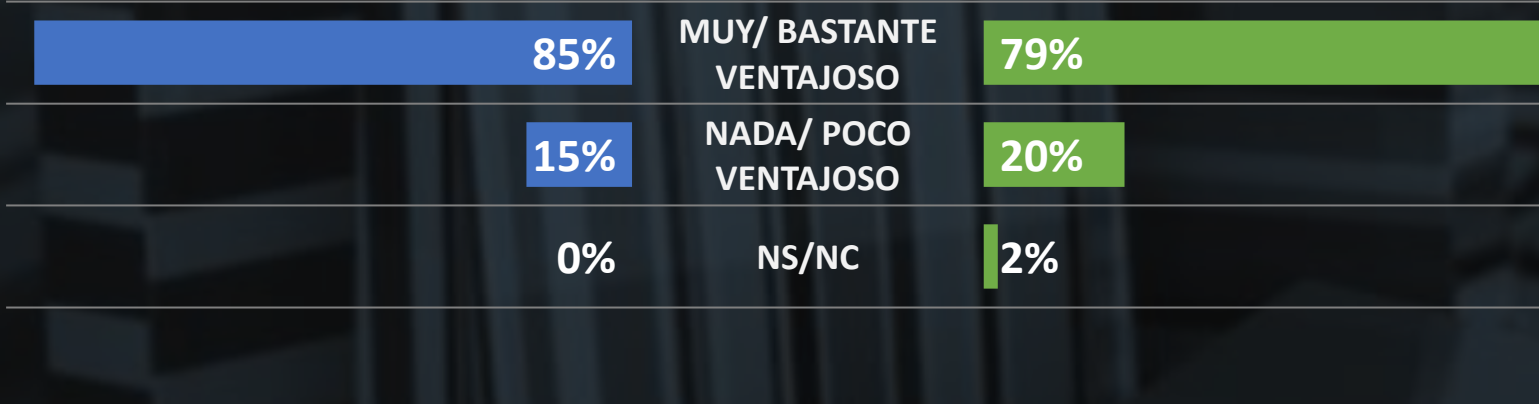 85% MUY/ BASTANTE VENTAJOSO 79%
15% NADA/ POCO VENTAJOSO 20%
0% NS/NC 2%